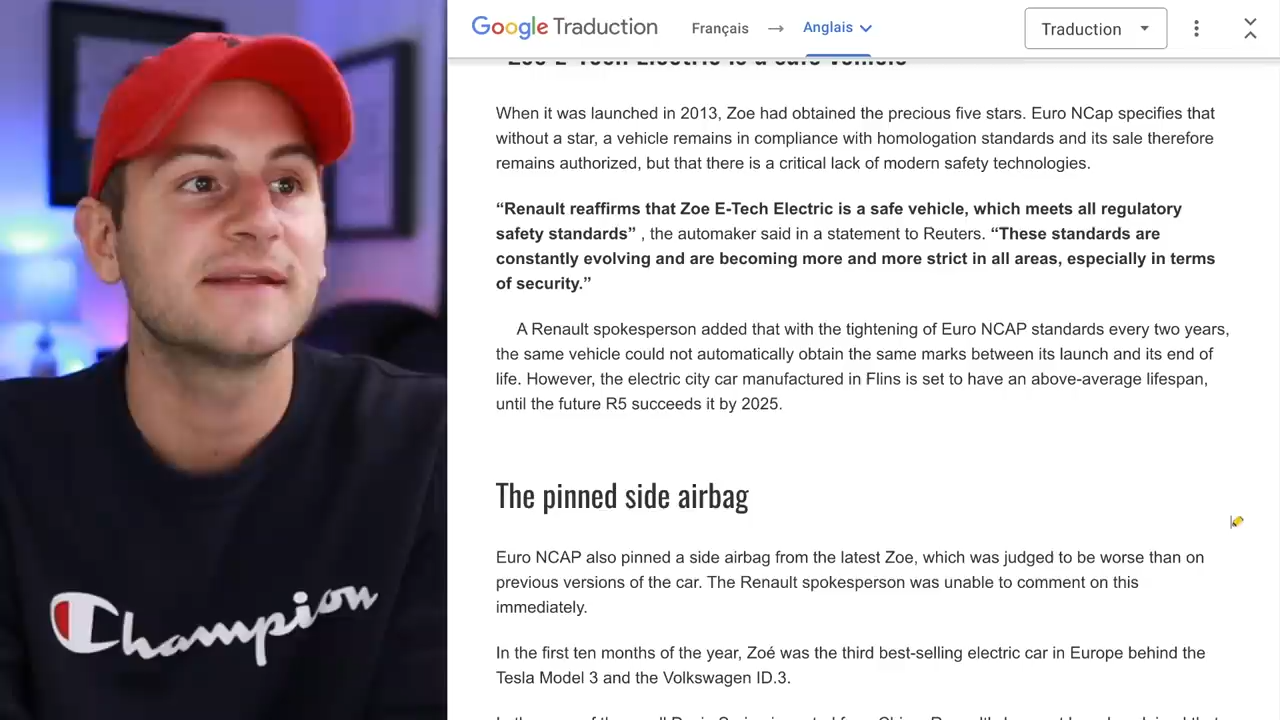 Google Traduction Français → Anglais Traduction
Zoe E-Tech Electric is a safe vehicle
When it was launched in 2013, Zoe had obtained the precious five stars. Euro NCap specifies that
without a star, a vehicle remains in compliance with homologation standards and its sale therefore
remains authorized, but that there is a critical lack of modern safety technologies.
“Renault reaffirms that Zoe E-Tech Electric is a safe vehicle, which meets all regulatory
safety standards” , the automaker said in a statement to Reuters. “These standards are
constantly evolving and are becoming more and more strict in all areas, especially in terms
of security.”
A Renault spokesperson added that with the tightening of Euro NCAP standards every two years,
the same vehicle could not automatically obtain the same marks between its launch and its end of
life. However, the electric city car manufactured in Flins is set to have an above-average lifespan,
until the future R5 succeeds it by 2025.
The pinned side airbag
Euro NCAP also pinned a side airbag from the latest Zoe, which was judged to be worse than on
previous versions of the car. The Renault spokesperson was unable to comment on this
immediately.
In the first ten months of the year, Zoé was the third best-selling electric car in Europe behind the
Tesla Model 3 and the Volkswagen ID.3.
Champion